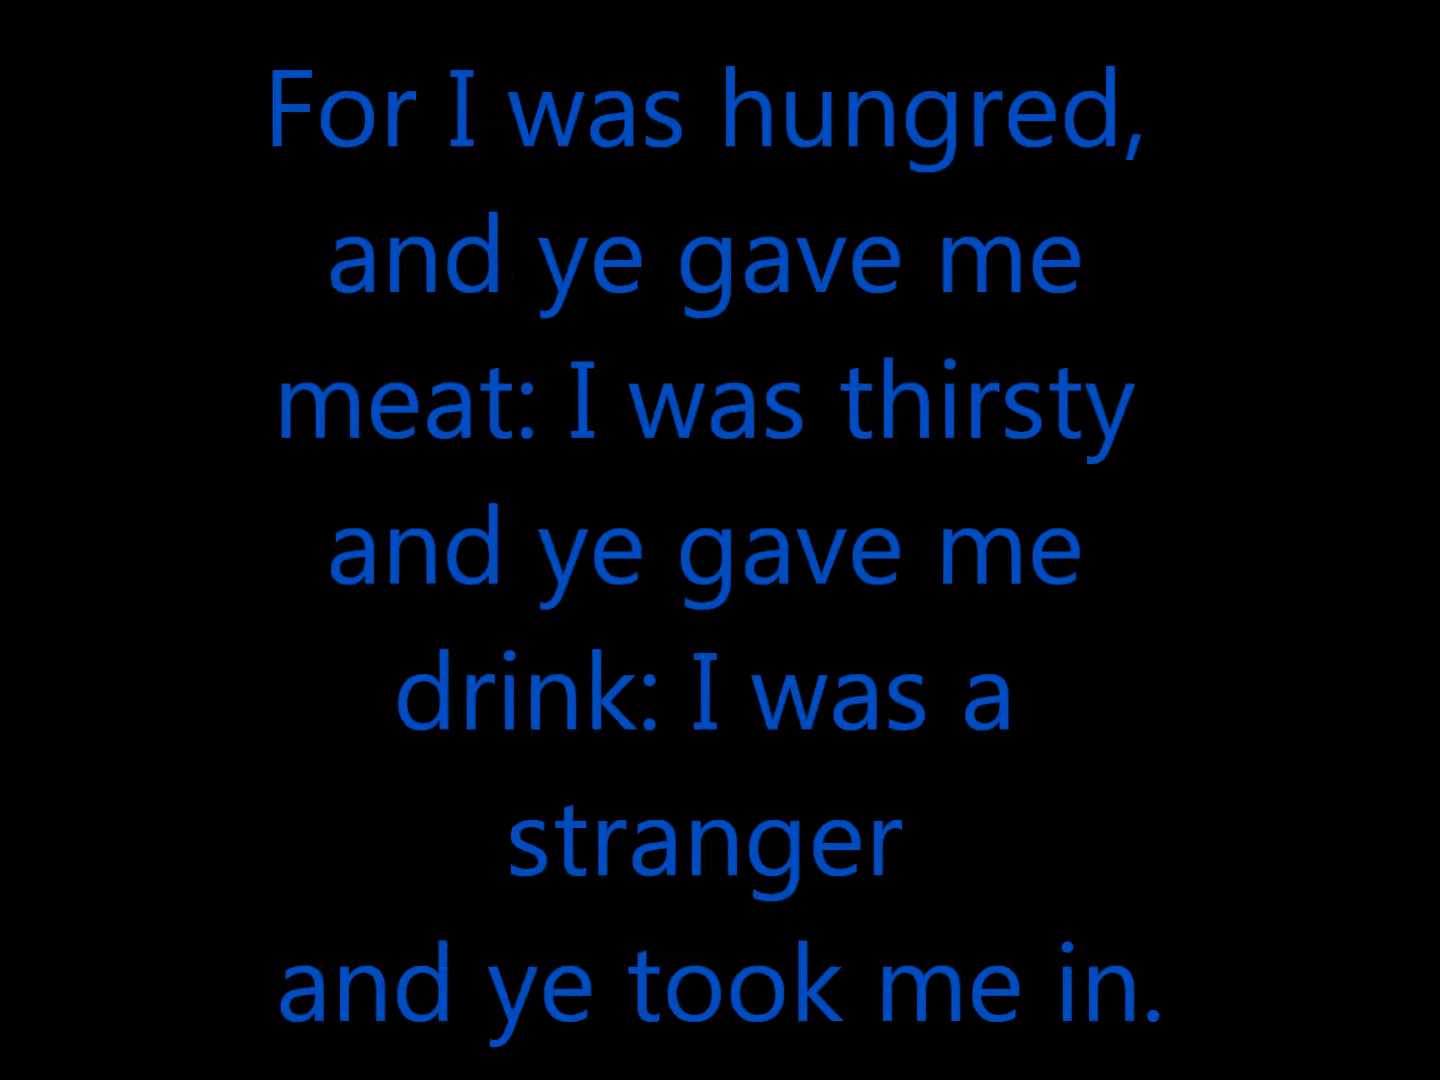 For I was hungred,
and ye gave me
meat: I was thirsty
and ye gave me
drink: I was a
stranger
and ye took me in.